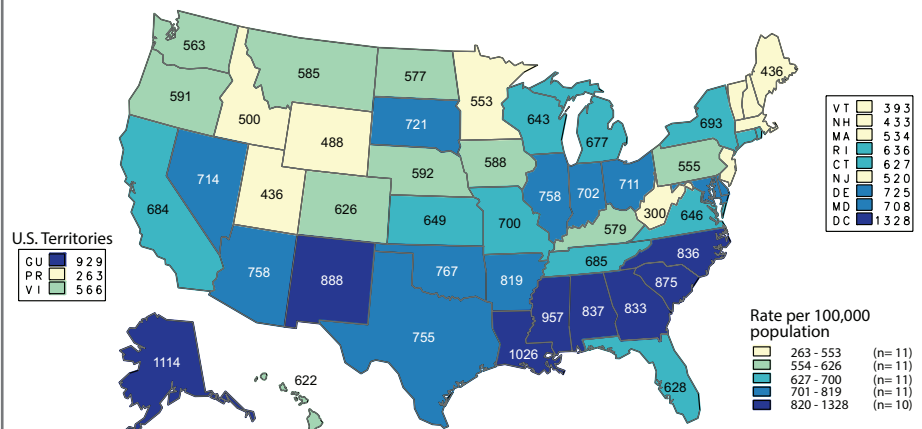 563
585
577
553
591
500
488
721
643
677
693
436
588
592
555
714
436
626
684
649
758
702
711
700
579
300
646
685
836
758
888
767
819
875
957
837
833
755
1026
628
1114
622
VT 393
NH 433
MA 534
RI 636
CT 627
NJ 520
DE 725
MD 708
DC 1328
U.S. Territories
GU 929
PR 263
VI 566
Rate per 100,000
population
263 - 553 (n= 11)
554 - 626 (n= 11)
627 - 700 (n= 11)
701 - 819 (n= 11)
820 - 1328 (n= 10)